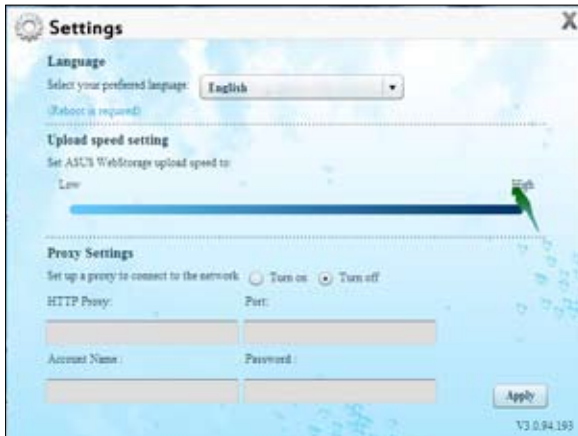 Settings
X
Language
Select your preferred language:
English
(Reboot is required)
Upload speed setting
Set ASUS WebStorage upload speed to:
Low
High
Proxy Settings
Set up a proxy to connect to the network
Turn on
Turn off
HTTP Proxy:
Port:
Account Name :
Password :
Apply
V3.0.94.193